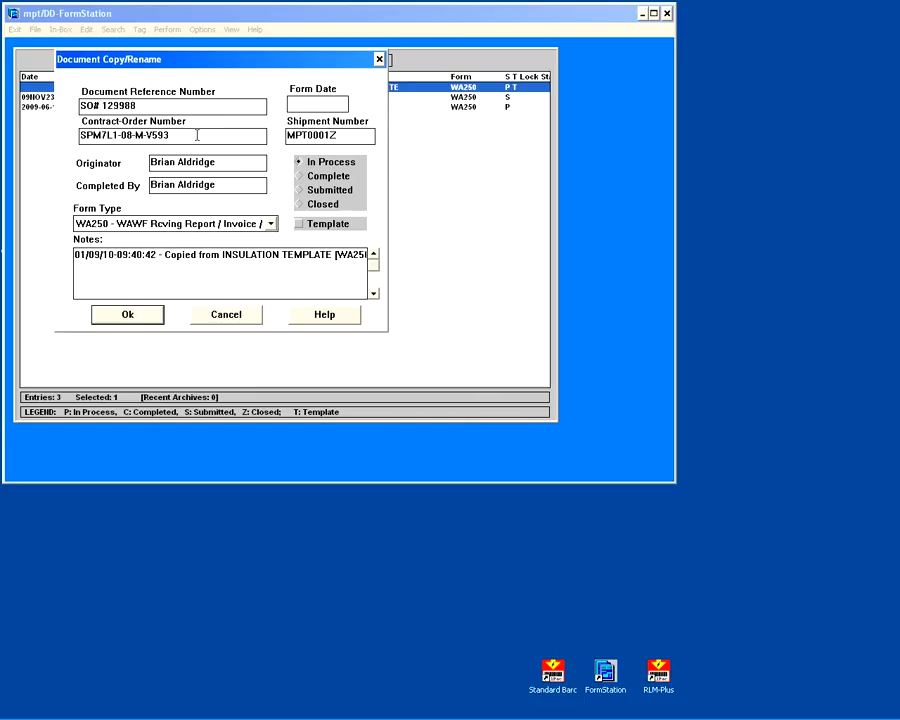 mpt/DD-FormStation
Exit File In-Box Edit Search Tag Perform Options View Help
Document Copy/Rename
Date Form S T Lock Sta
TE WA250 P T
09NOV23 WA250 S
2009-06- WA250 P
Document Reference Number Form Date
SO# 129988
Contract-Order Number Shipment Number
SPM7L1-08-M-V593 MPT0001Z
Originator Brian Aldridge In Process
Complete
Completed By Brian Aldridge Submitted
Closed
Form Type
WA250 - WAWF Rcving Report / Invoice / Template
Notes:
01/09/10-09:40:42 - Copied from INSULATION TEMPLATE [WA25
Ok Cancel Help
Entries: 3 Selected: 1 [Recent Archives: 0]
LEGEND: P: In Process, C: Completed, S: Submitted, Z: Closed; T: Template
Standard Barc FormStation RLM-Plus